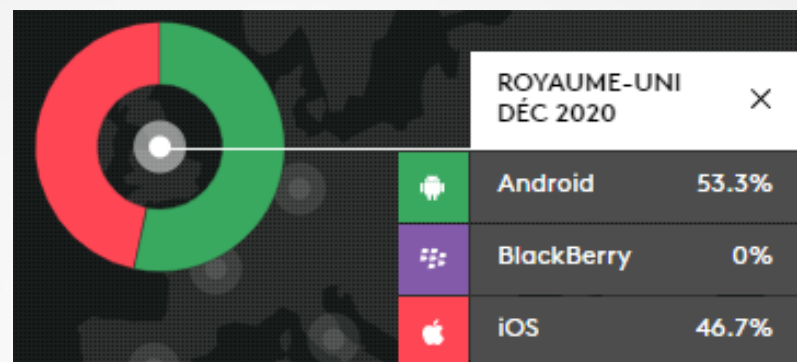 ROYAUME-UNI
DÉC 2020
Android 53.3%
BlackBerry 0%
iOS 46.7%